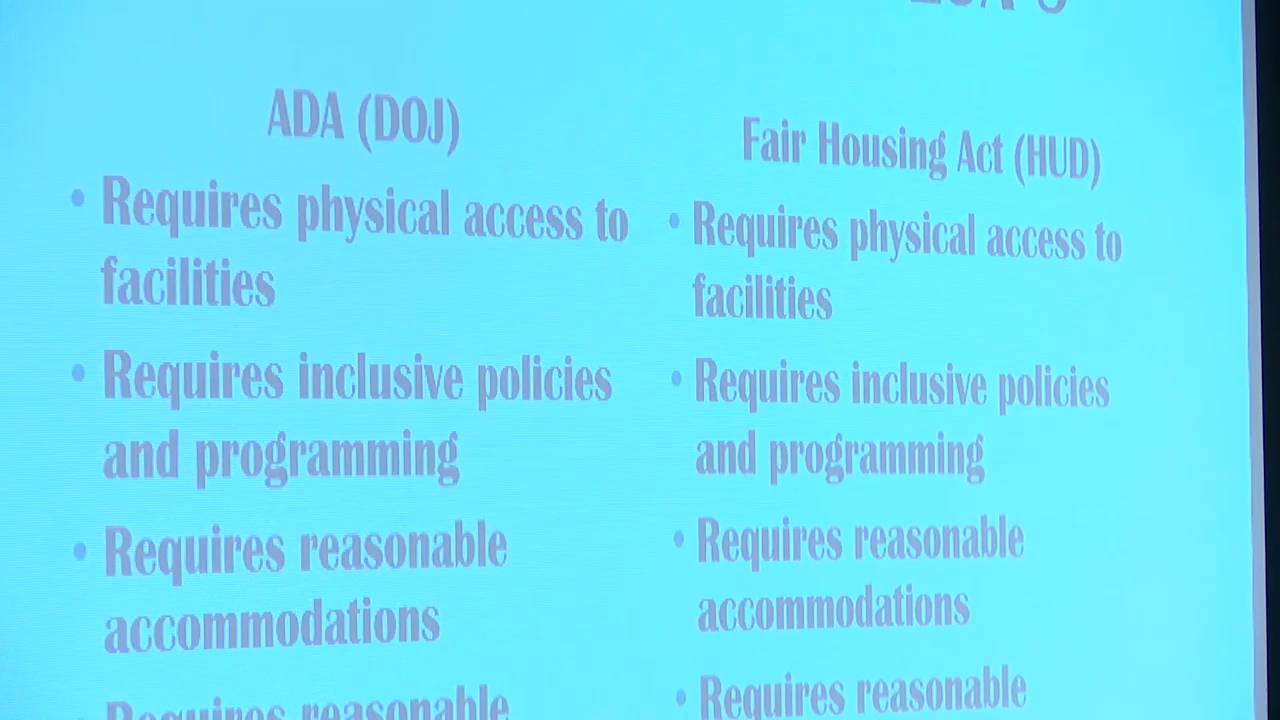 ADA (DOJ)
• Requires physical access to
facilities
• Requires inclusive policies
and programming
• Requires reasonable
accommodations
Requires reasonable
Fair Housing Act (HUD)
• Requires physical access to
facilities
• Requires inclusive policies
and programming
• Requires reasonable
accommodations
• Requires reasonable